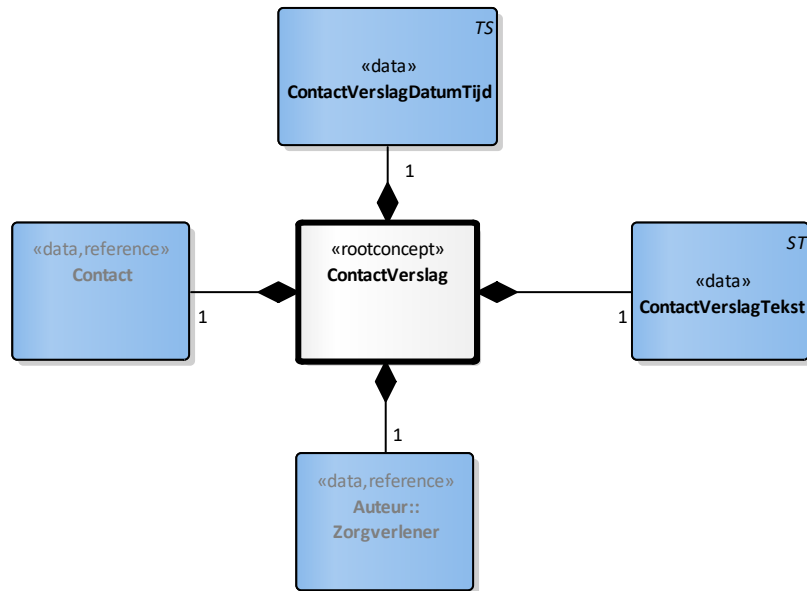 TS
«data»
ContactVerslagDatumTijd
1
«data,reference»
Contact
1
«rootconcept»
ContactVerslag
ST
«data»
ContactVerslagTekst
1
1
«data,reference»
Auteur::
Zorgverlener